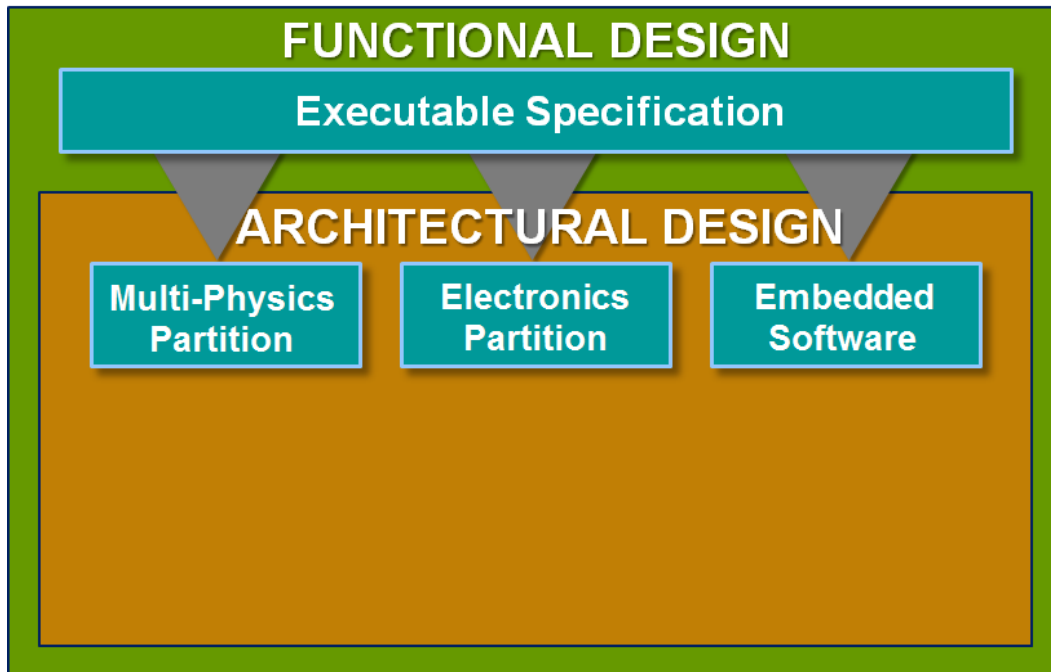 FUNCTIONAL DESIGN
Executable Specification
ARCHITECTURAL DESIGN
Multi-Physics
Partition
Electronics
Partition
Embedded
Software